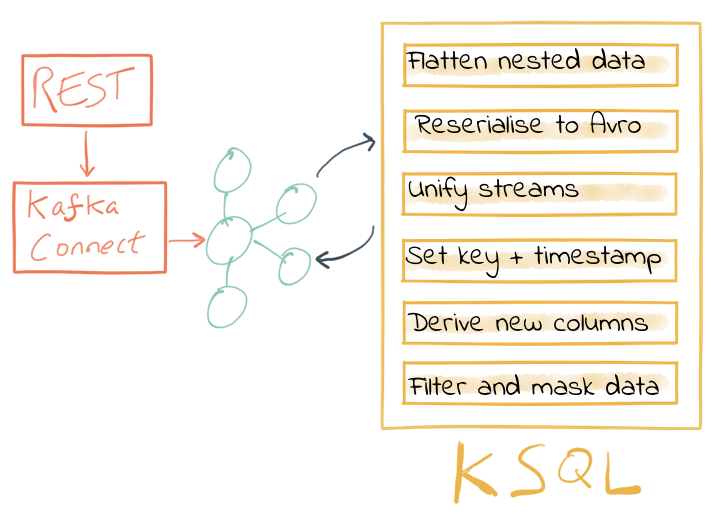 REST
Kafka
Connect
Flatten nested data
Reserialise to Avro
Unify streams
Set key + timestamp
Derive new columns
Filter and mask data
KSQL